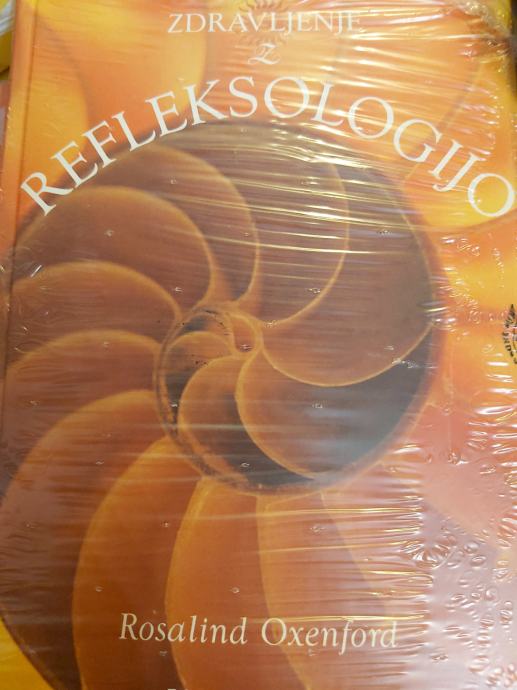 ZDRAVLJENJE
Z
REFLEKSOLOGIJO
Rosalind Oxenford